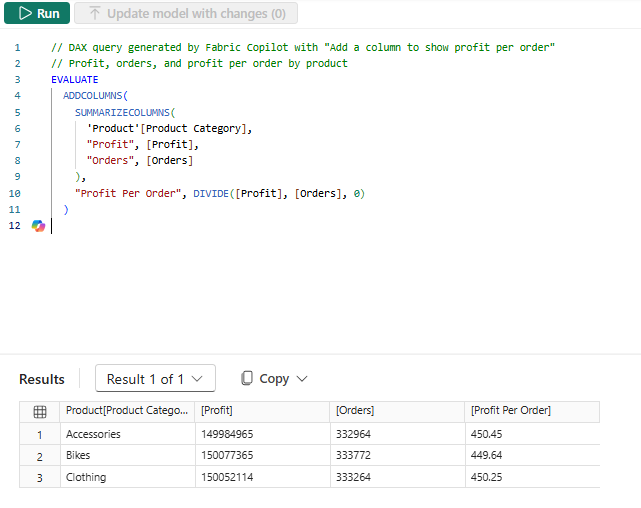 Run Update model with changes (0)
1 // DAX query generated by Fabric Copilot with "Add a column to show profit per order"
2 // Profit, orders, and profit per order by product
3 EVALUATE
4 ADDCOLUMNS(
5 SUMMARIZECOLUMNS(
6 'Product'[Product Category],
7 "Profit", [Profit],
8 "Orders", [Orders]
9 ),
10 "Profit Per Order", DIVIDE([Profit], [Orders], 0)
11 )
12
Results Result 1 of 1 Copy
Product[Product Catego... [Profit] [Orders] [Profit Per Order]
1 Accessories 149984965 332964 450.45
2 Bikes 150077365 333772 449.64
3 Clothing 150052114 333264 450.25